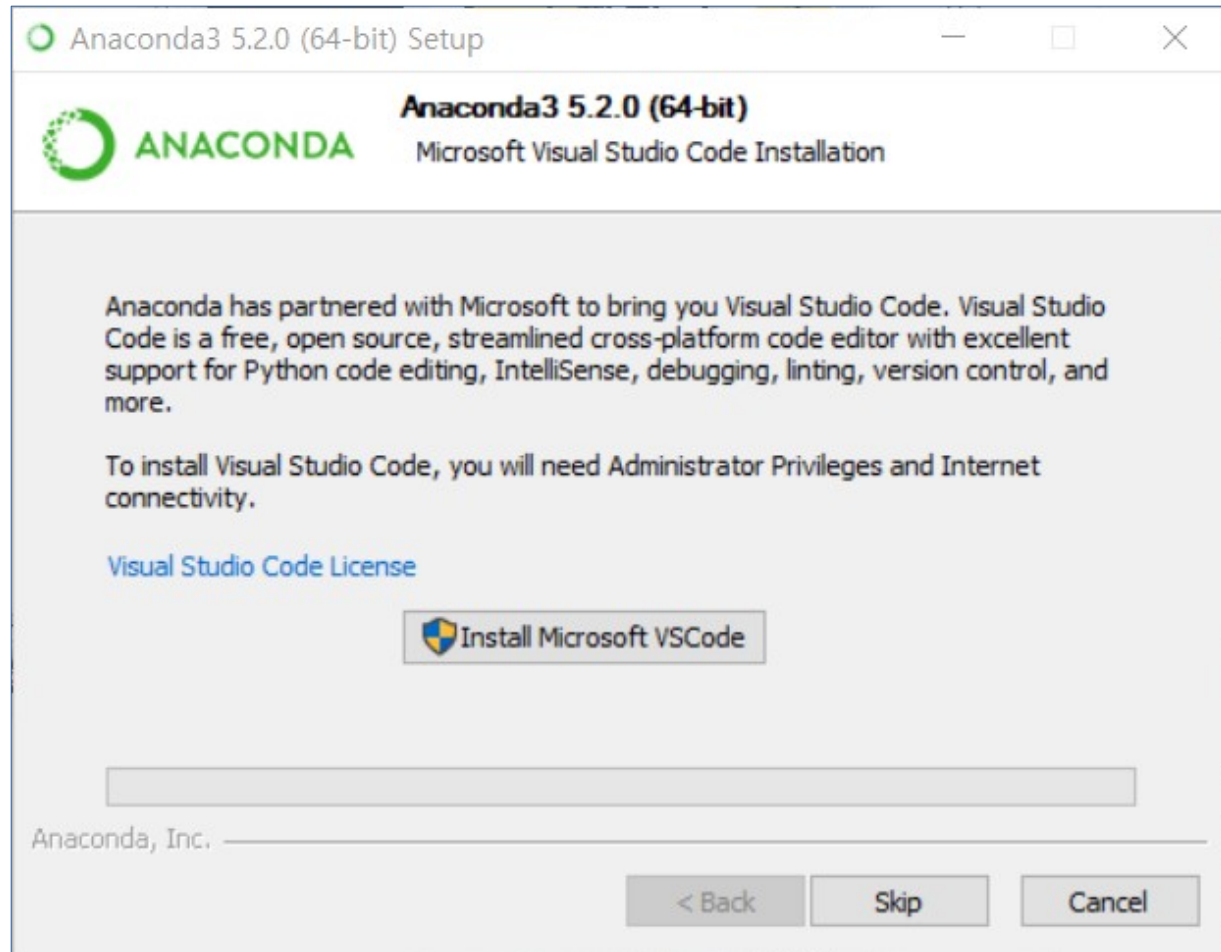 Anaconda3 5.2.0 (64-bit) Setup
ANACONDA
Anaconda3 5.2.0 (64-bit)
Microsoft Visual Studio Code Installation
Anaconda has partnered with Microsoft to bring you Visual Studio Code. Visual Studio
Code is a free, open source, streamlined cross-platform code editor with excellent
support for Python code editing, IntelliSense, debugging, linting, version control, and
more.
To install Visual Studio Code, you will need Administrator Privileges and Internet
connectivity.
Visual Studio Code License
Install Microsoft VSCode
Anaconda, Inc.
< Back
Skip
Cancel